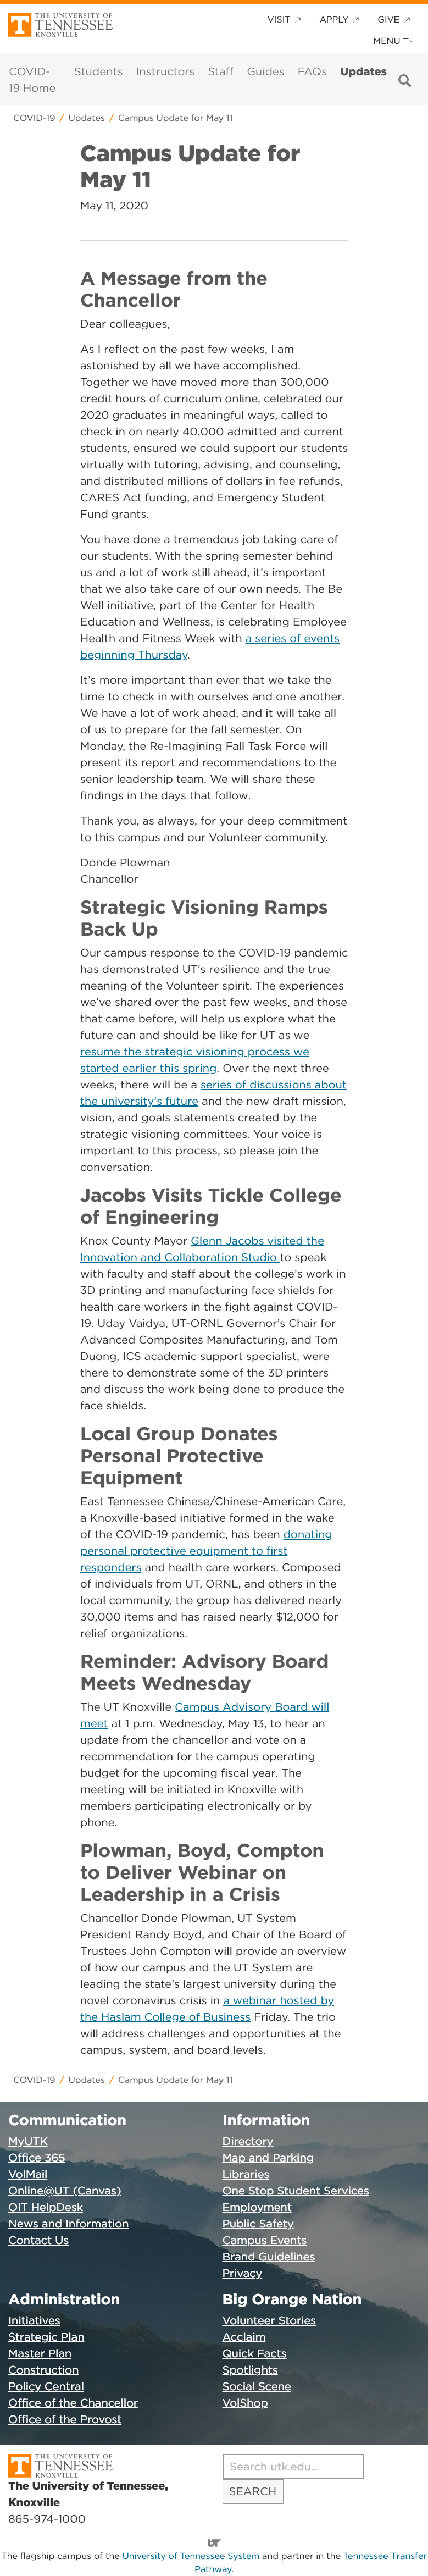 THE UNIVERSITY OF
TENNESSEE
KNOXVILLE
VISIT
APPLY
GIVE
MENU
COVID-
19 Home
Students
Instructors
Staff
Guides
FAQs
Updates
COVID-19 / Updates / Campus Update for May 11
Campus Update for
May 11
May 11, 2020
A Message from the
Chancellor
Dear colleagues,
As I reflect on the past few weeks, I am
astonished by all we have accomplished.
Together we have moved more than 300,000
credit hours of curriculum online, celebrated our
2020 graduates in meaningful ways, called to
check in on nearly 40,000 admitted and current
students, ensured we could support our students
virtually with tutoring, advising, and counseling,
and distributed millions of dollars in fee refunds,
CARES Act funding, and Emergency Student
Fund grants.
You have done a tremendous job taking care of
our students. With the spring semester behind
us and a lot of work still ahead, it's important
that we also take care of our own needs. The Be
Well initiative, part of the Center for Health
Education and Wellness, is celebrating Employee
Health and Fitness Week with a series of events
beginning Thursday.
It's more important than ever that we take the
time to check in with ourselves and one another.
We have a lot of work ahead, and it will take all
of us to prepare for the fall semester. On
Monday, the Re-Imagining Fall Task Force will
present its report and recommendations to the
senior leadership team. We will share these
findings in the days that follow.
Thank you, as always, for your deep commitment
to this campus and our Volunteer community.
Donde Plowman
Chancellor
Strategic Visioning Ramps
Back Up
Our campus response to the COVID-19 pandemic
has demonstrated UT's resilience and the true
meaning of the Volunteer spirit. The experiences
we've shared over the past few weeks, and those
that came before, will help us explore what the
future can and should be like for UT as we
resume the strategic visioning process we
started earlier this spring. Over the next three
weeks, there will be a series of discussions about
the university's future and the new draft mission,
vision, and goals statements created by the
strategic visioning committees. Your voice is
important to this process, so please join the
conversation.
Jacobs Visits Tickle College
of Engineering
Knox County Mayor Glenn Jacobs visited the
Innovation and Collaboration Studio to speak
with faculty and staff about the college's work in
3D printing and manufacturing face shields for
health care workers in the fight against COVID-
19. Uday Vaidya, UT-ORNL Governor's Chair for
Advanced Composites Manufacturing, and Tom
Duong, ICS academic support specialist, were
there to demonstrate some of the 3D printers
and discuss the work being done to produce the
face shields.
Local Group Donates
Personal Protective
Equipment
East Tennessee Chinese/Chinese-American Care,
a Knoxville-based initiative formed in the wake
of the COVID-19 pandemic, has been donating
personal protective equipment to first
responders and health care workers. Composed
of individuals from UT, ORNL, and others in the
local community, the group has delivered nearly
30,000 items and has raised nearly $12,000 for
relief organizations.
Reminder: Advisory Board
Meets Wednesday
The UT Knoxville Campus Advisory Board will
meet at 1 p.m. Wednesday, May 13, to hear an
update from the chancellor and vote on a
recommendation for the campus operating
budget for the upcoming fiscal year. The
meeting will be initiated in Knoxville with
members participating electronically or by
phone.
Plowman, Boyd, Compton
to Deliver Webinar on
Leadership in a Crisis
Chancellor Donde Plowman, UT System
President Randy Boyd, and Chair of the Board of
Trustees John Compton will provide an overview
of how our campus and the UT System are
leading the state's largest university during the
novel coronavirus crisis in a webinar hosted by
the Haslam College of Business Friday. The trio
will address challenges and opportunities at the
campus, system, and board levels.
COVID-19 / Updates / Campus Update for May 11
Communication
MyUTK
Office 365
VolMail
Online@UT (Canvas)
OIT HelpDesk
News and Information
Contact Us
Information
Directory
Map and Parking
Libraries
One Stop Student Services
Employment
Public Safety
Campus Events
Brand Guidelines
Privacy
Administration
Initiatives
Strategic Plan
Master Plan
Construction
Policy Central
Office of the Chancellor
Office of the Provost
Big Orange Nation
Volunteer Stories
Acclaim
Quick Facts
Spotlights
Social Scene
VolShop
THE UNIVERSITY OF
TENNESSEE
KNOXVILLE
The University of Tennessee,
Knoxville
865-974-1000
Search utk.edu...
SEARCH
UT
The flagship campus of the University of Tennessee System and partner in the Tennessee Transfer
Pathway.